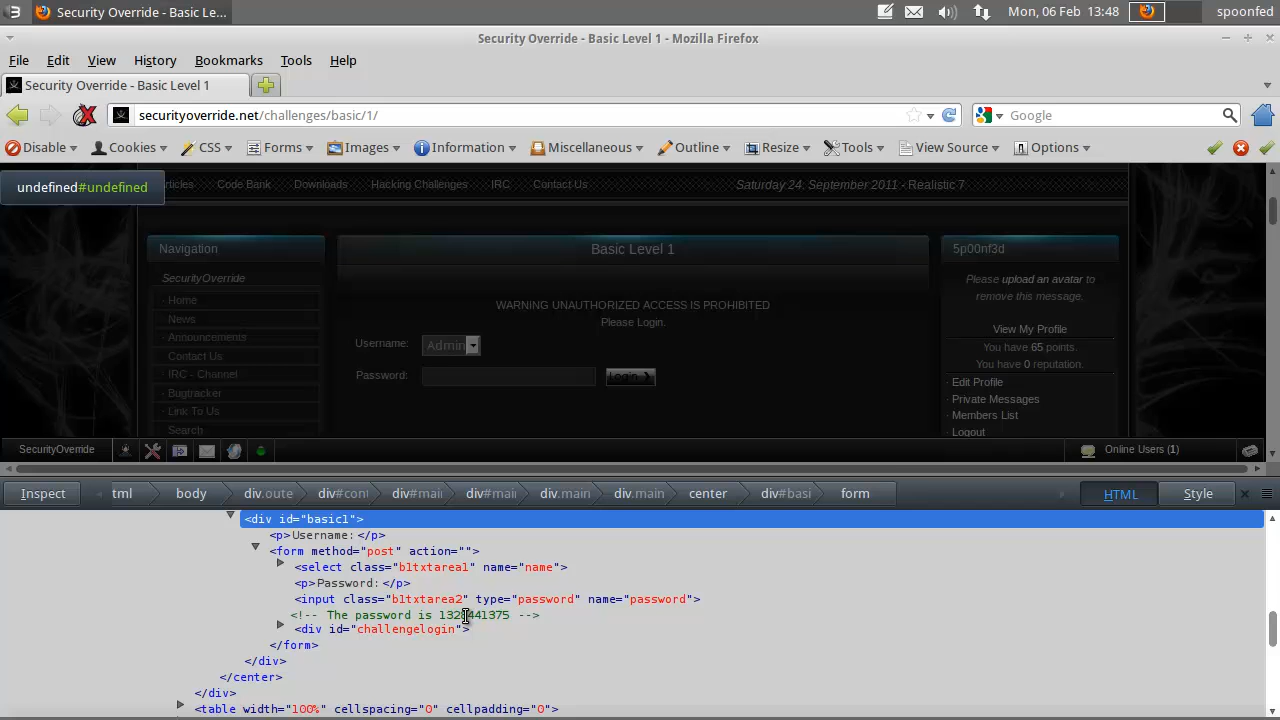 Security Override - Basic Le...
Mon, 06 Feb 13:48
spoonfed
Security Override - Basic Level 1 - Mozilla Firefox
File Edit View History Bookmarks Tools Help
Security Override - Basic Level 1
securityoverride.net/challenges/basic/1/
Google
Disable Cookies CSS Forms Images Information Miscellaneous Outline Resize Tools View Source Options
undefined#undefined
Code Bank Downloads Hacking Challenges IRC Contact Us
Saturday 24. September 2011 - Realistic 7
Navigation
SecurityOverride
· Home
· News
· Announcements
· Contact Us
· IRC - Channel
· Bugtracker
· Link To Us
· Search
Basic Level 1
WARNING UNAUTHORIZED ACCESS IS PROHIBITED
Please Login.
Username:
Admin
Password:
Login
5p00nf3d
Please upload an avatar to
remove this message.
View My Profile
You have 65 points.
You have 0 reputation.
· Edit Profile
· Private Messages
· Members List
· Logout
SecurityOverride
Online Users (1)
Inspect tml body div.oute div#cont div#mai div#mai div.main div.main center div#basi form HTML Style
<div id="basic1">
<p>Username:</p>
<form method="post" action="">
<select class="b1txtarea1" name="name">
<p>Password:</p>
<input class="b1txtarea2" type="password" name="password">
<!-- The password is -->
<div id="challengelogin">
</form>
</div>
</center>
</div>
<table width="100%" cellspacing="0" cellpadding="0">